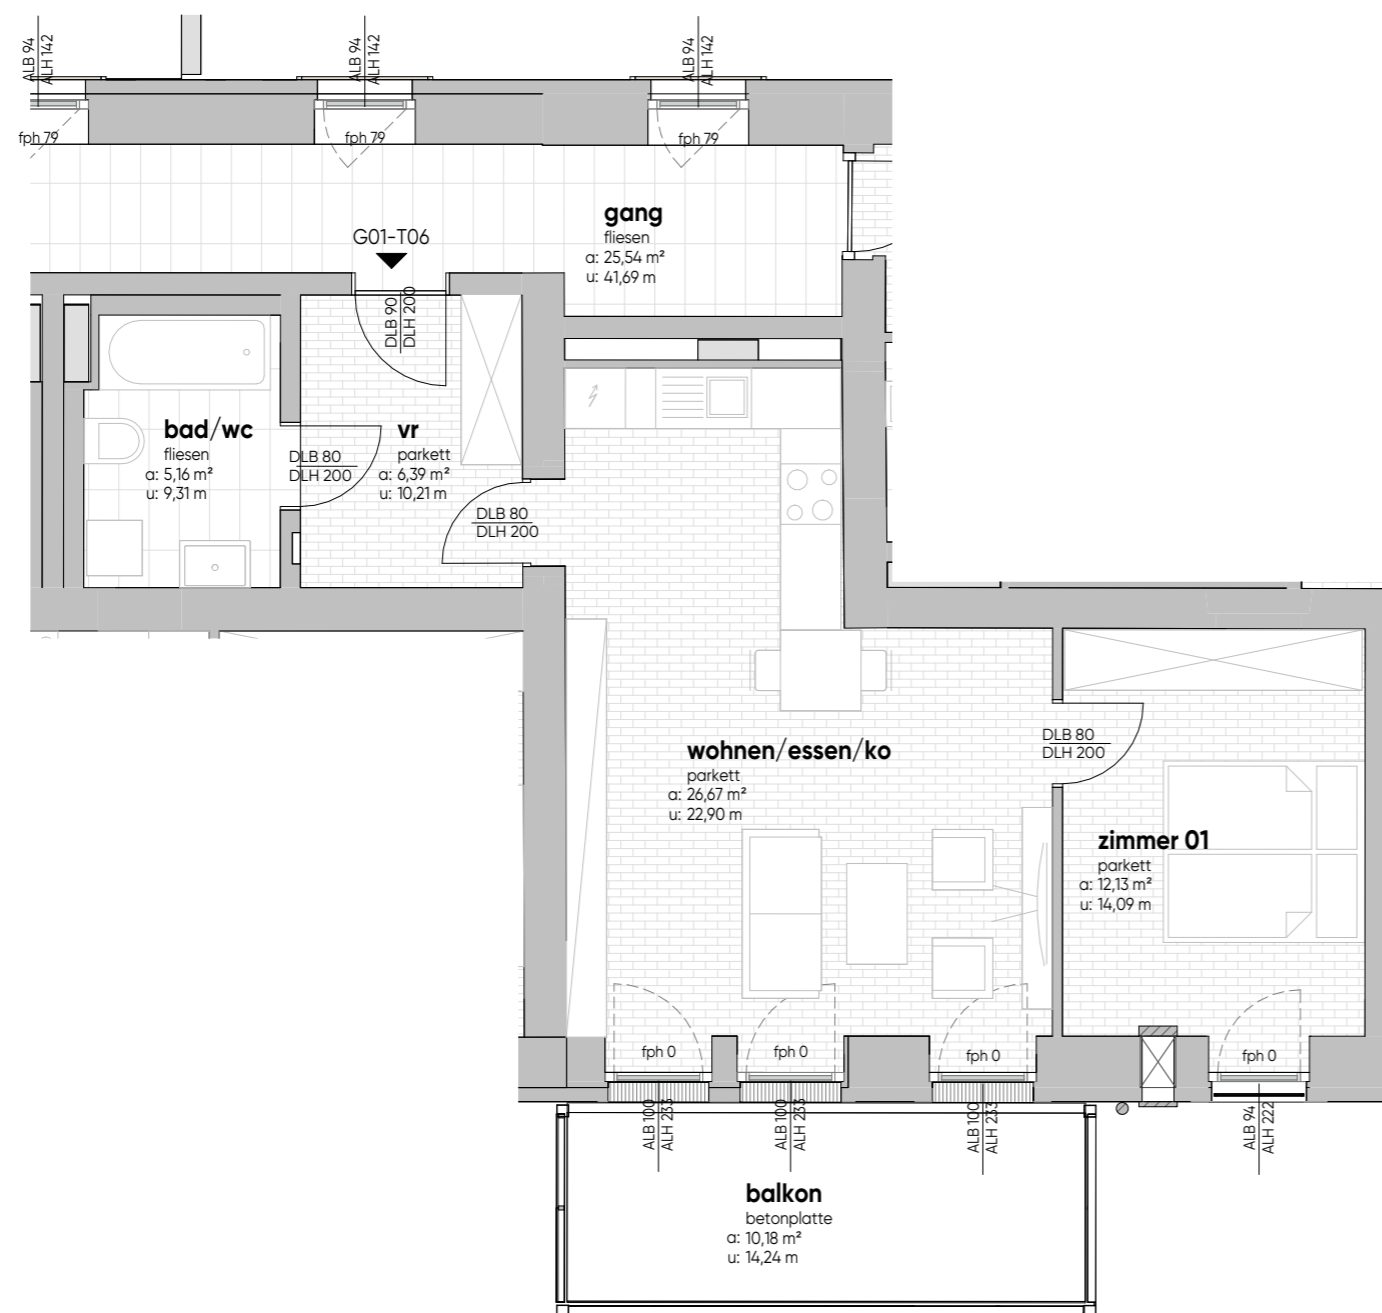 ALB 94
ALH 142
ALB 94
ALH 142
ALB 94
ALH 142
fph 79
fph 79
fph 79
gang
fliesen
a: 25,54 m²
u: 41,69 m
G01-T06
DLB 90
DLH 200
bad/wc
fliesen
a: 5,16 m²
u: 9,31 m
DLB 80
DLH 200
vr
parkett
a: 6,39 m²
u: 10,21 m
DLB 80
DLH 200
wohnen/essen/ko
parkett
a: 26,67 m²
u: 22,90 m
DLB 80
DLH 200
zimmer 01
parkett
a: 12,13 m²
u: 14,09 m
fph 0
fph 0
fph 0
fph 0
ALB 100
ALH 233
ALB 100
ALH 233
ALB 100
ALH 233
ALB 94
ALH 222
balkon
betonplatte
a: 10,18 m²
u: 14,24 m